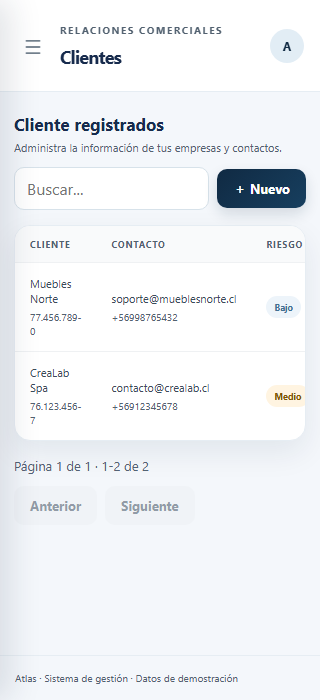 RELACIONES COMERCIALES
Clientes
A
Cliente registrados
Administra la información de tus empresas y contactos.
Buscar...
+ Nuevo
CLIENTE CONTACTO RIESGO
Muebles
Norte
77.456.789-
0
soporte@mueblesnorte.cl
+56998765432
Bajo
CreaLab
Spa
76.123.456-
7
contacto@crealab.cl
+56912345678
Medio
Página 1 de 1 · 1-2 de 2
Anterior Siguiente
Atlas · Sistema de gestión · Datos de demostración